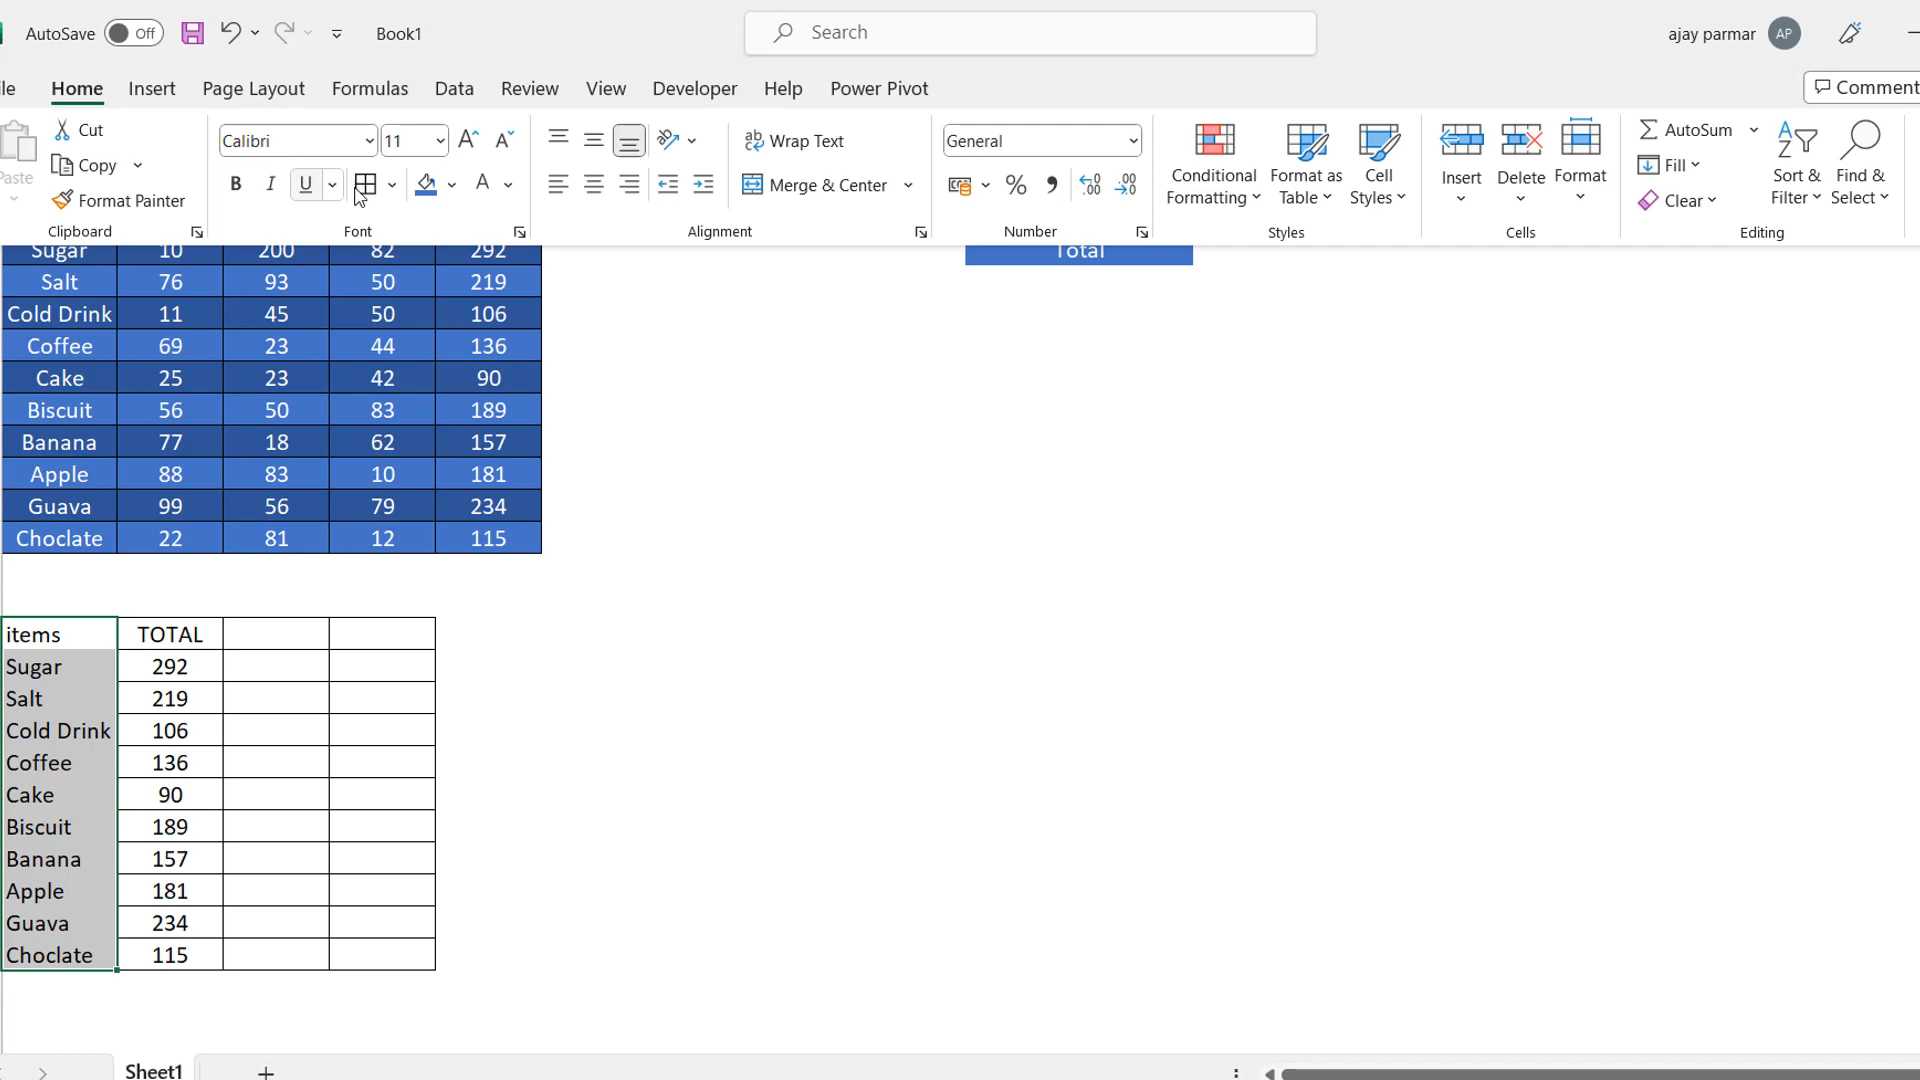 AutoSave Off Book1 Search ajay parmar AP
Home Insert Page Layout Formulas Data Review View Developer Help Power Pivot Comment
Cut Calibri 11 Wrap Text General AutoSum
Paste Copy Conditional Formatting Format as Table Cell Styles Insert Delete Format Fill Sort & Filter Find & Select
Format Painter B I U A Merge & Center % Clear
Clipboard Font Alignment Number Styles Cells Editing
Sugar 10 200 82 292 Total
Salt 76 93 50 219
Cold Drink 11 45 50 106
Coffee 69 23 44 136
Cake 25 23 42 90
Biscuit 56 50 83 189
Banana 77 18 62 157
Apple 88 83 10 181
Guava 99 56 79 234
Choclate 22 81 12 115
items TOTAL
Sugar 292
Salt 219
Cold Drink 106
Coffee 136
Cake 90
Biscuit 189
Banana 157
Apple 181
Guava 234
Choclate 115
Sheet1